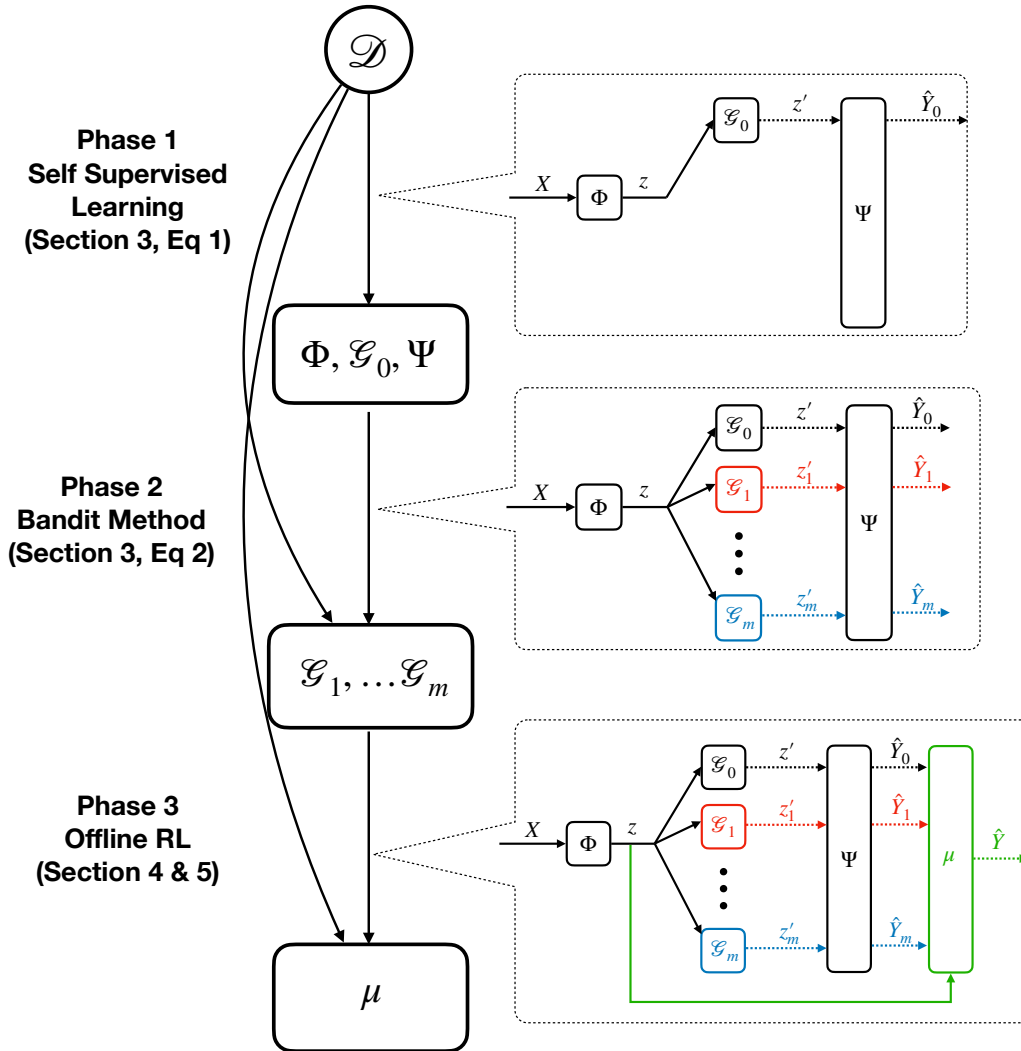 𝒟
Phase 1
Self Supervised
Learning
(Section 3, Eq 1)
X
Φ
z
𝒢₀
z′
Ψ
Ŷ₀
Φ, 𝒢₀, Ψ
Phase 2
Bandit Method
(Section 3, Eq 2)
X
Φ
z
𝒢₀
z′
Ŷ₀
𝒢₁
z′₁
Ŷ₁
Ψ
𝒢ₘ
z′ₘ
Ŷₘ
𝒢₁, …𝒢ₘ
Phase 3
Offline RL
(Section 4 & 5)
X
Φ
z
𝒢₀
z′
Ŷ₀
𝒢₁
z′₁
Ŷ₁
Ψ
μ
Ŷ
𝒢ₘ
z′ₘ
Ŷₘ
μ